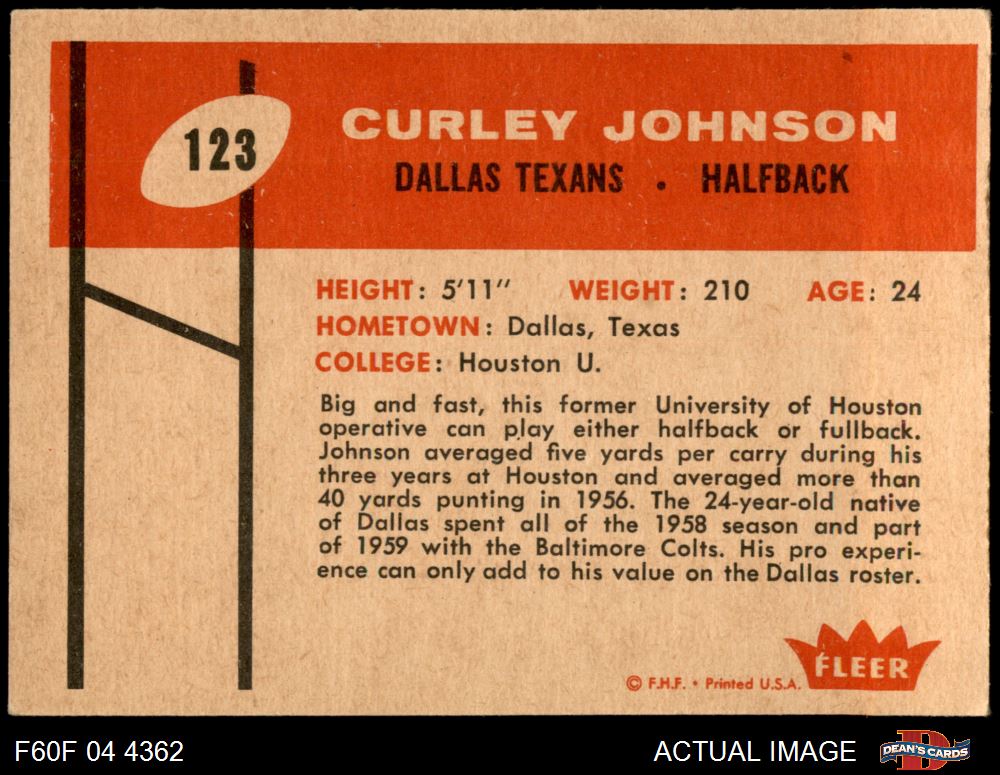 123
CURLEY JOHNSON
DALLAS TEXANS • HALFBACK
HEIGHT: 5'11" WEIGHT: 210 AGE: 24
HOMETOWN: Dallas, Texas
COLLEGE: Houston U.
Big and fast, this former University of Houston
operative can play either halfback or fullback.
Johnson averaged five yards per carry during his
three years at Houston and averaged more than
40 yards punting in 1956. The 24-year-old native
of Dallas spent all of the 1958 season and part
of 1959 with the Baltimore Colts. His pro experi-
ence can only add to his value on the Dallas roster.
FLEER
© F.H.F. • Printed U.S.A.
F60F 04 4362 ACTUAL IMAGE D DEAN'S CARDS